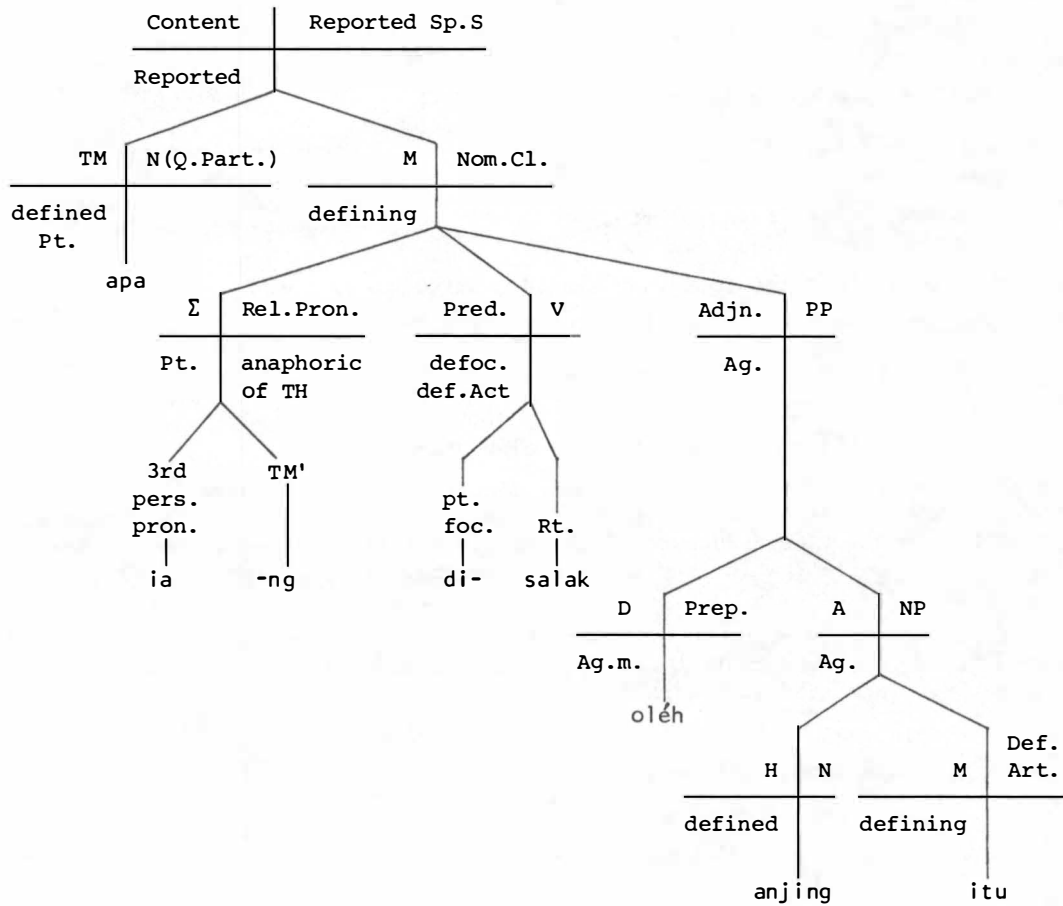 Content Reported Sp.S
Reported
TM N(Q.Part.) M Nom.Cl.
defined defining
Pt.
apa
Σ Rel.Pron. Pred. V Adjn. PP
Pt. anaphoric defoc. Ag.
of TH def.Act
3rd TM'
pers. pt.
pron. foc. Rt.
ia -ng di- salak
D Prep. A NP
Ag.m. Ag.
oléh
Def.
H N M Art.
defined defining
anjing itu